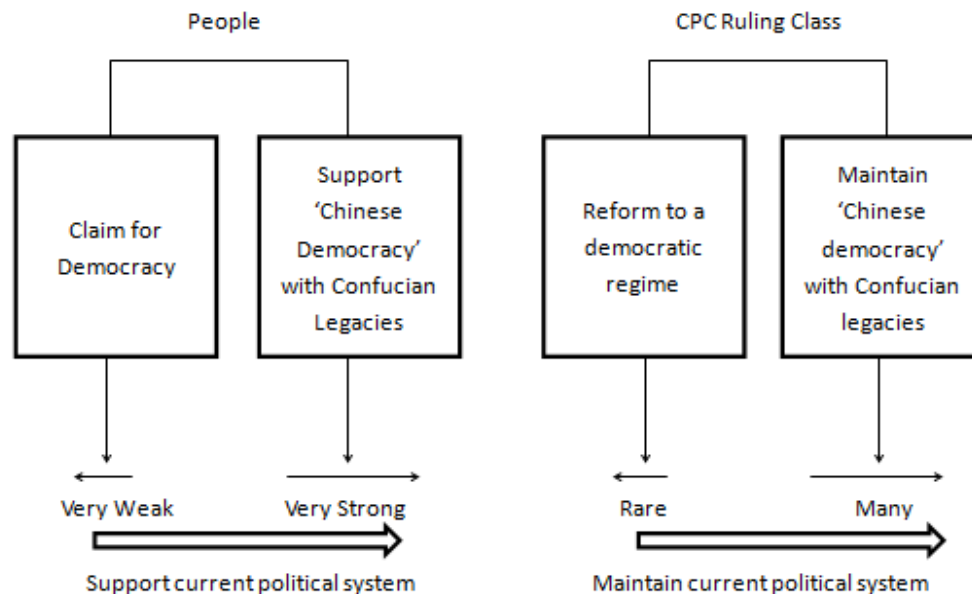 People
CPC Ruling Class
Claim for
Democracy
Support
‘Chinese
Democracy’
with Confucian
Legacies
Reform to a
democratic
regime
Maintain
‘Chinese
democracy’
with Confucian
legacies
Very Weak
Very Strong
Rare
Many
Support current political system
Maintain current political system